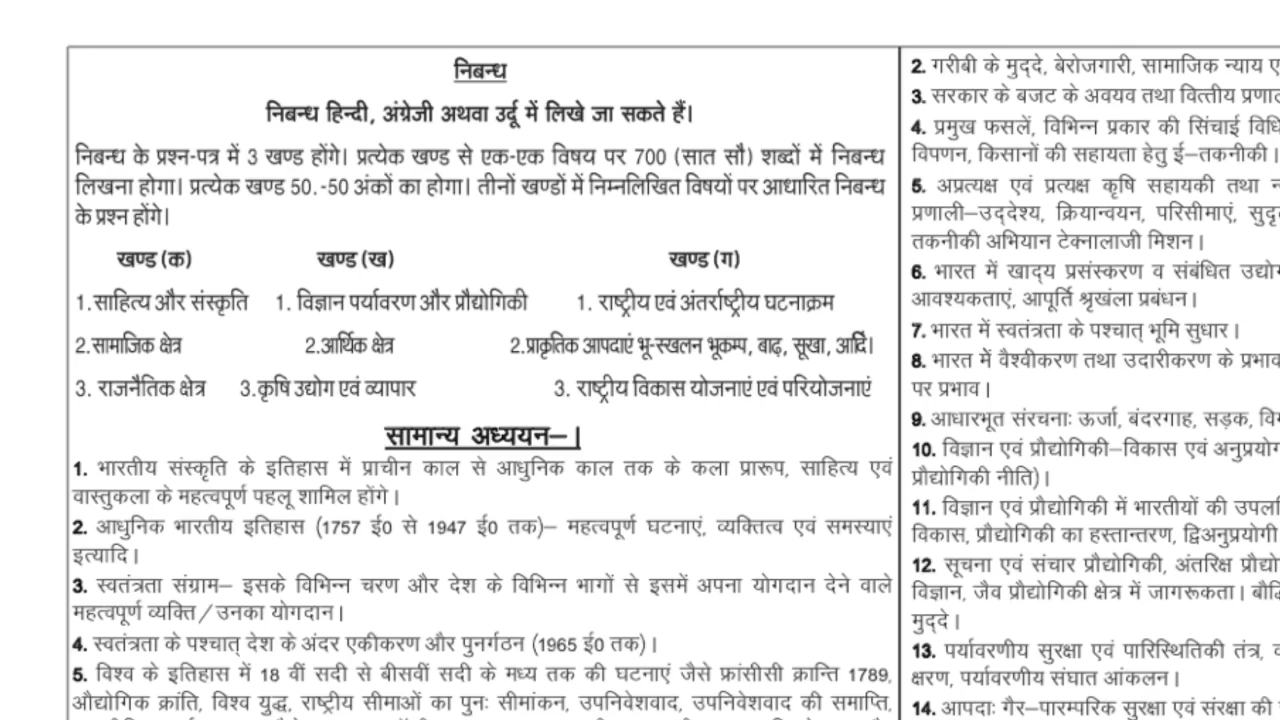 निबन्ध
निबन्ध हिन्दी, अंग्रेजी अथवा उर्दू में लिखे जा सकते हैं।
निबन्ध के प्रश्न-पत्र में 3 खण्ड होंगे। प्रत्येक खण्ड से एक-एक विषय पर 700 (सात सौ) शब्दों में निबन्ध
लिखना होगा। प्रत्येक खण्ड 50.-50 अंकों का होगा। तीनों खण्डों में निम्नलिखित विषयों पर आधारित निबन्ध
के प्रश्न होंगे।
खण्ड (क) खण्ड (ख) खण्ड (ग)
1.साहित्य और संस्कृति 1. विज्ञान पर्यावरण और प्रौद्योगिकी 1. राष्ट्रीय एवं अंतर्राष्ट्रीय घटनाक्रम
2.सामाजिक क्षेत्र 2.आर्थिक क्षेत्र 2.प्राकृतिक आपदाएं भू-स्खलन भूकम्प, बाढ़, सूखा, आदि।
3. राजनैतिक क्षेत्र 3.कृषि उद्योग एवं व्यापार 3. राष्ट्रीय विकास योजनाएं एवं परियोजनाएं
सामान्य अध्ययन–।
1. भारतीय संस्कृति के इतिहास में प्राचीन काल से आधुनिक काल तक के कला प्रारूप, साहित्य एवं
वास्तुकला के महत्वपूर्ण पहलू शामिल होंगे।
2. आधुनिक भारतीय इतिहास (1757 ई0 से 1947 ई0 तक)– महत्वपूर्ण घटनाएं, व्यक्तित्व एवं समस्याएं
इत्यादि।
3. स्वतंत्रता संग्राम– इसके विभिन्न चरण और देश के विभिन्न भागों से इसमें अपना योगदान देने वाले
महत्वपूर्ण व्यक्ति/उनका योगदान।
4. स्वतंत्रता के पश्चात् देश के अंदर एकीकरण और पुनर्गठन (1965 ई0 तक)।
5. विश्व के इतिहास में 18 वीं सदी से बीसवीं सदी के मध्य तक की घटनाएं जैसे फ्रांसीसी क्रान्ति 1789,
औद्योगिक क्रांति, विश्व युद्ध, राष्ट्रीय सीमाओं का पुनः सीमांकन, उपनिवेशवाद, उपनिवेशवाद की समाप्ति,
2. गरीबी के मुद्दे, बेरोजगारी, सामाजिक न्याय
3. सरकार के बजट के अवयव तथा वित्तीय
4. प्रमुख फसलें, विभिन्न प्रकार की सिंचाई
विपणन, किसानों की सहायता हेतु ई–तकनीकी।
5. अप्रत्यक्ष एवं प्रत्यक्ष कृषि सहायकी तथा
प्रणाली–उद्देश्य, क्रियान्वयन, परिसीमाएं,
तकनीकी अभियान टेक्नालाजी मिशन।
6. भारत में खाद्य प्रसंस्करण व संबंधित
आवश्यकताएं, आपूर्ति श्रृखंला प्रबंधन।
7. भारत में स्वतंत्रता के पश्चात् भूमि सुधार।
8. भारत में वैश्वीकरण तथा उदारीकरण के प्रभाव
पर प्रभाव।
9. आधारभूत संरचनाः ऊर्जा, बंदरगाह, सड़क,
10. विज्ञान एवं प्रौद्योगिकी–विकास एवं
प्रौद्योगिकी नीति)।
11. विज्ञान एवं प्रौद्योगिकी में भारतीयों की
विकास, प्रौद्योगिकी का हस्तान्तरण, द्विअनुप्रयोगी
12. सूचना एवं संचार प्रौद्योगिकी, अंतरिक्ष
विज्ञान, जैव प्रौद्योगिकी क्षेत्र में जागरूकता।
मुद्दे।
13. पर्यावरणीय सुरक्षा एवं पारिस्थितिकी तंत्र,
क्षरण, पर्यावरणीय संघात आंकलन।
14. आपदाः गैर–पारम्परिक सुरक्षा एवं संरक्षा की